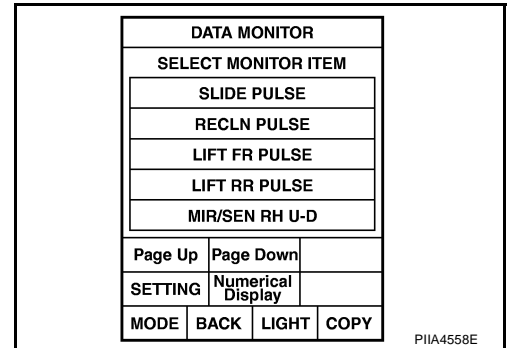 DATA MONITOR
SELECT MONITOR ITEM
SLIDE PULSE
RECLN PULSE
LIFT FR PULSE
LIFT RR PULSE
MIR/SEN RH U-D
Page Up Page Down
SETTING Numerical
Display
MODE BACK LIGHT COPY
PIIA4558E